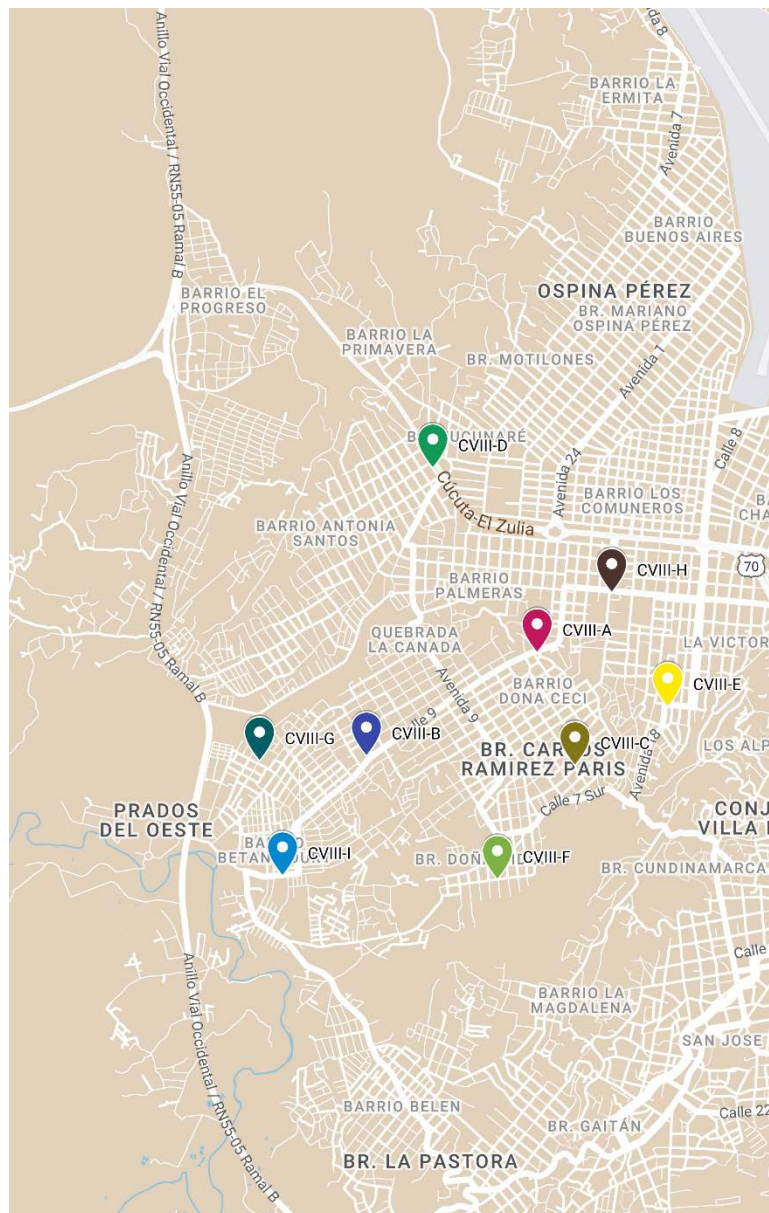 Anillo Vial Occidental / RN55-05 Ramal B
Avenida 8
BARRIO LA
ERMITA
Avenida 7
BARRIO
BUENOS AIRES
OSPINA PÉREZ
BR. MARIANO
OSPINA PÉREZ
BARRIO EL
PROGRESO
BARRIO LA
PRIMAVERA
BR. MOTILONES
Avenida 1
CVIII-D
Calle 8
Avenida 24
Anillo Vial Occidental / RN55-05 Ramal B
Cúcuta-El Zulia
BARRIO LOS
COMUNEROS
BARRIO ANTONIA
SANTOS
70
CVIII-H
BARRIO
PALMERAS
CVIII-A
QUEBRADA
LA CANADA
LA VICTOR
CVIII-E
BARRIO
DONA CECI
Avenida 9
Calle 9
CVIII-G
CVIII-B
CVIII-C
BR. CARLOS
RAMIREZ PARIS
LOS ALP
Calle 7 Sur
PRADOS
DEL OESTE
CONJ
VILLA
CVIII-I
BR.
CVIII-F
BR. CUNDINAMARCA
Calle
Anillo Vial Occidental / RN55-05 Ramal B
BARRIO LA
MAGDALENA
SAN JOSE
BARRIO BELEN
BR. GAITÁN
Calle 22
BR. LA PASTORA